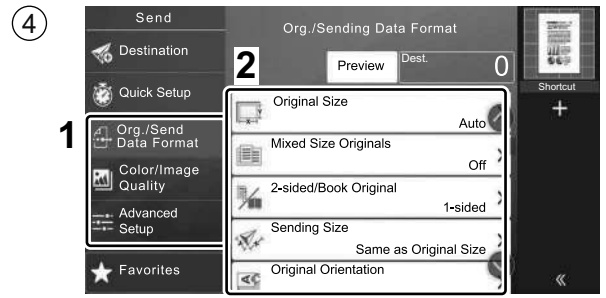 ④
Send
Destination
Quick Setup
1
Org./Send
Data Format
Color/Image
Quality
Advanced
Setup
Favorites
Org./Sending Data Format
2
Preview
Dest.
0
Original Size
Auto
Mixed Size Originals
Off
2-sided/Book Original
1-sided
Sending Size
Same as Original Size
Original Orientation
Shortcut
+
«